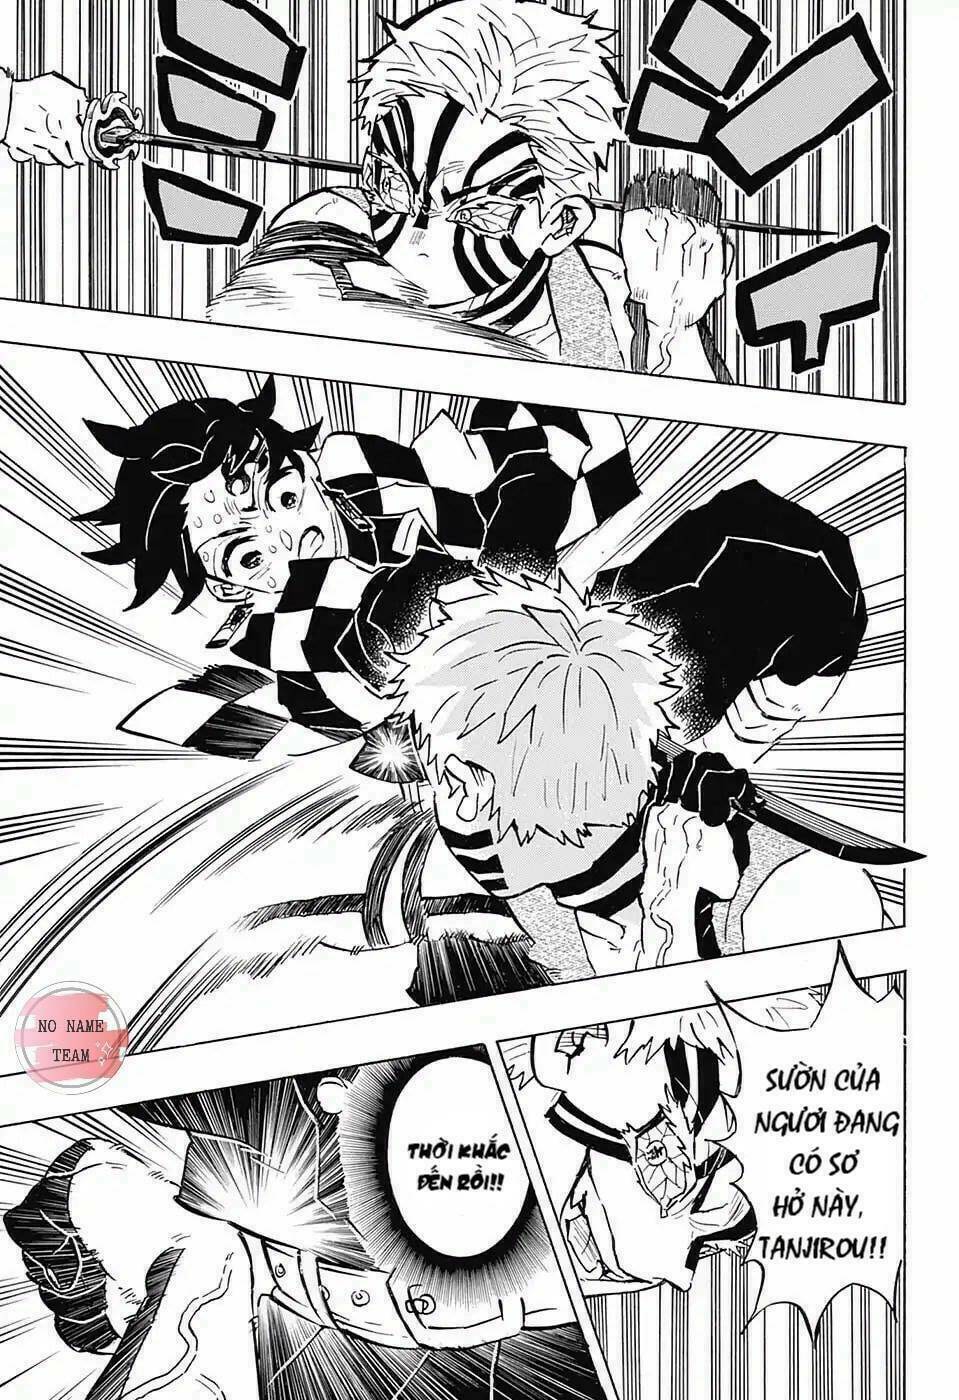 SƯỜN CỦA
NGƯƠI ĐANG
CÓ SƠ
HỞ NÀY,
TANJIROU!!
THỜI KHẮC
ĐẾN RỒI!!
NO NAME
TEAM